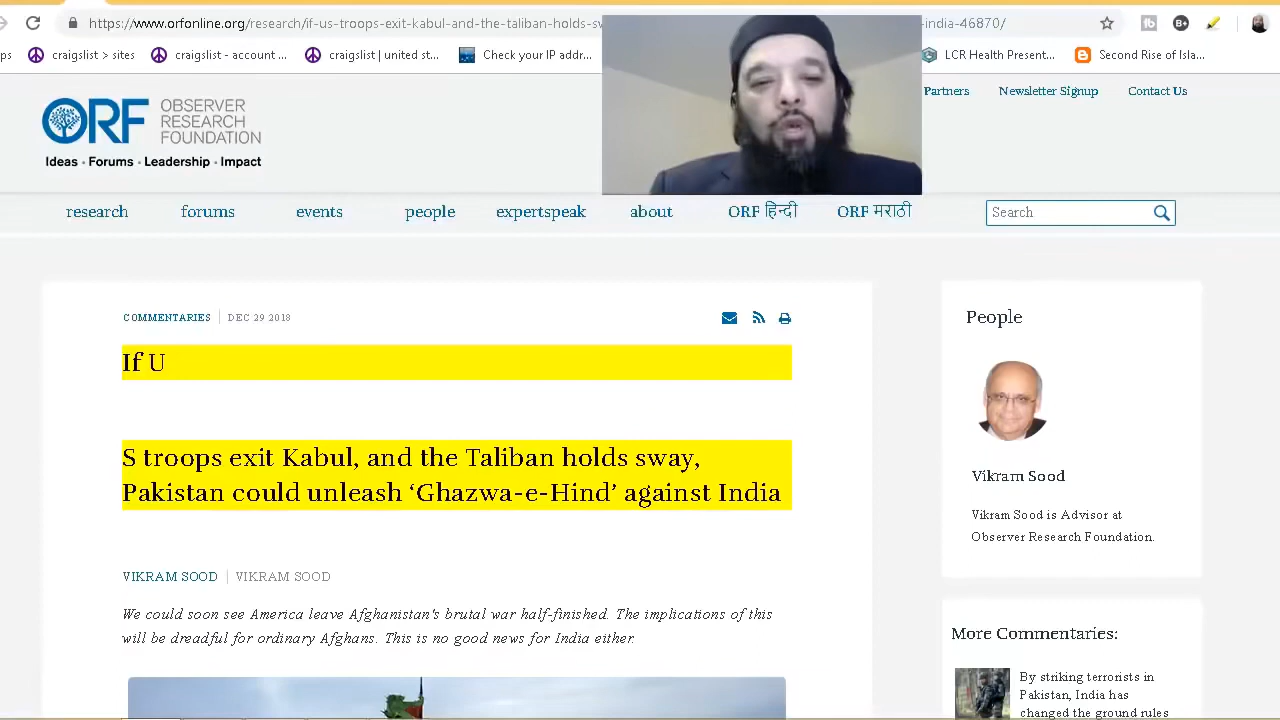 https://www.orfonline.org/research/if-us-troops-exit-kabul-and-the-taliban-holds-sw
india-46870/
ps
craigslist > sites
craigslist - account ...
craigslist | united st...
Check your IP addr...
LCR Health Present...
Second Rise of Isla...
ORF OBSERVER
RESEARCH
FOUNDATION
Ideas · Forums · Leadership · Impact
Partners
Newsletter Signup
Contact Us
research
forums
events
people
expertspeak
about
ORF हिन्दी
ORF मराठी
Search
COMMENTARIES | DEC 29 2018
If U
S troops exit Kabul, and the Taliban holds sway,
Pakistan could unleash ‘Ghazwa-e-Hind’ against India
VIKRAM SOOD | VIKRAM SOOD
We could soon see America leave Afghanistan's brutal war half-finished. The implications of this
will be dreadful for ordinary Afghans. This is no good news for India either.
People
Vikram Sood
Vikram Sood is Advisor at
Observer Research Foundation.
More Commentaries:
By striking terrorists in
Pakistan, India has
changed the ground rules